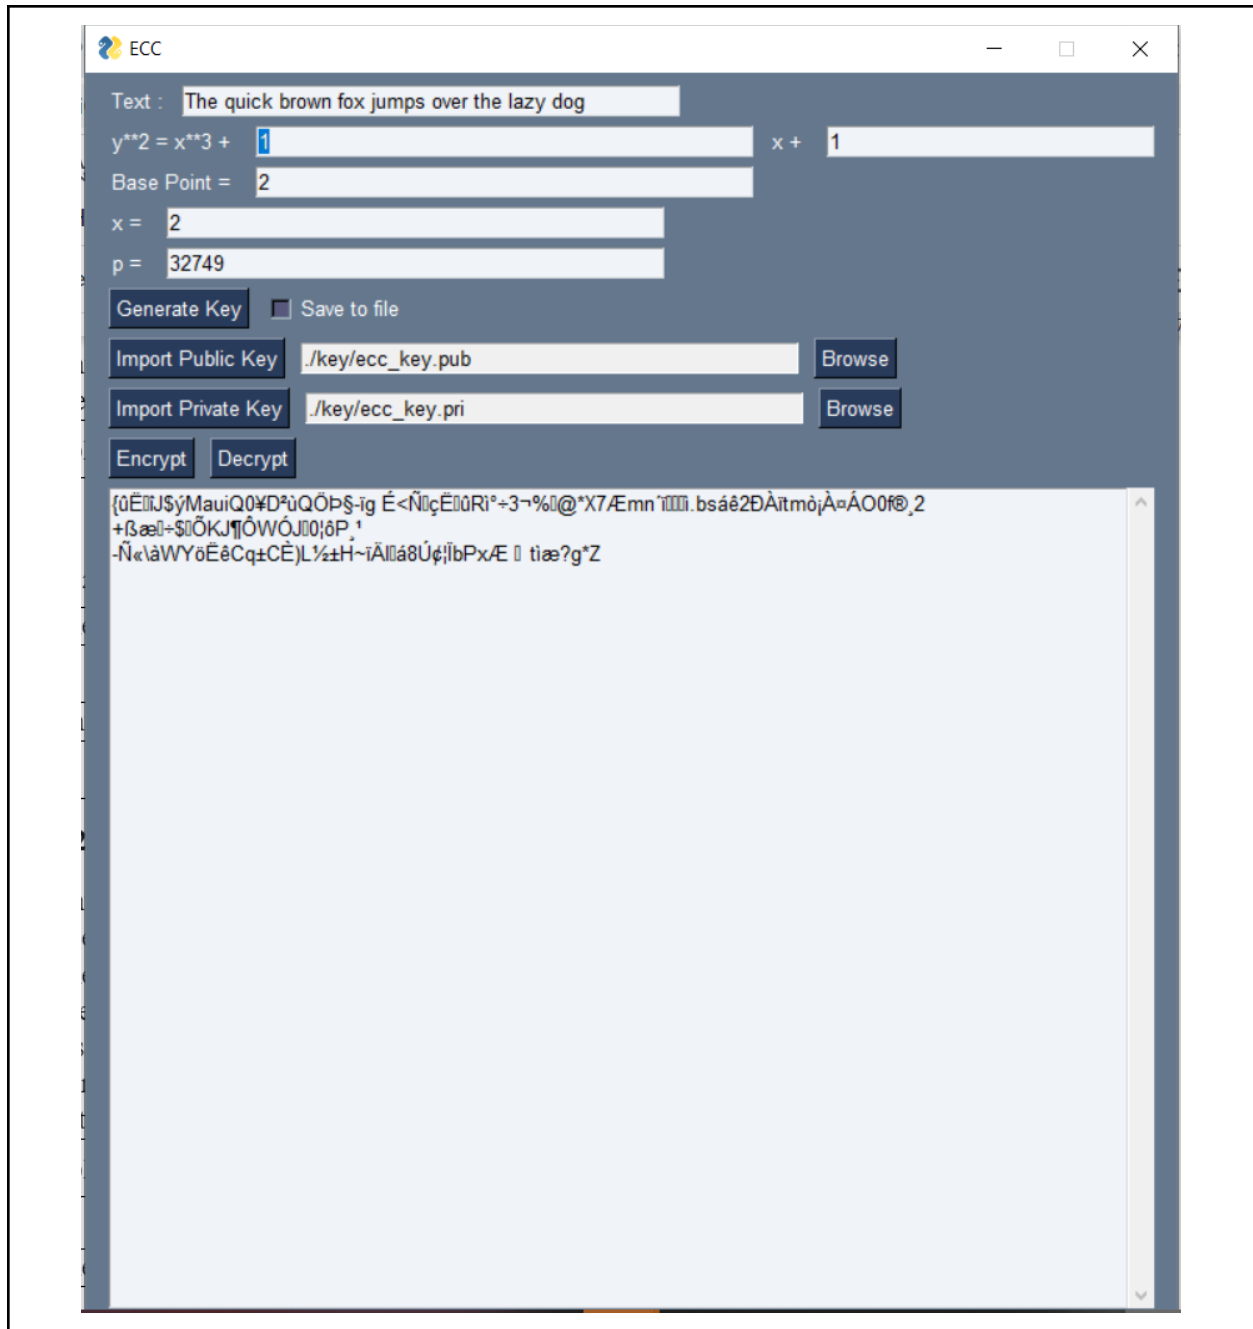 ECC
Text : The quick brown fox jumps over the lazy dog
y**2 = x**3 + 1 x + 1
Base Point = 2
x = 2
p = 32749
Generate Key Save to file
Import Public Key ./key/ecc_key.pub Browse
Import Private Key ./key/ecc_key.pri Browse
Encrypt Decrypt